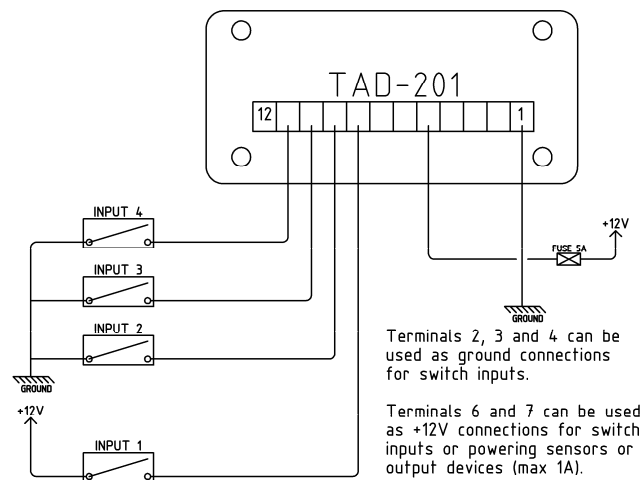 TAD-201
12
1
INPUT 4
+12V
FUSE 5A
INPUT 3
GROUND
INPUT 2
Terminals 2, 3 and 4 can be
used as ground connections
for switch inputs.
GROUND
+12V
Terminals 6 and 7 can be used
as +12V connections for switch
inputs or powering sensors or
output devices (max 1A).
INPUT 1